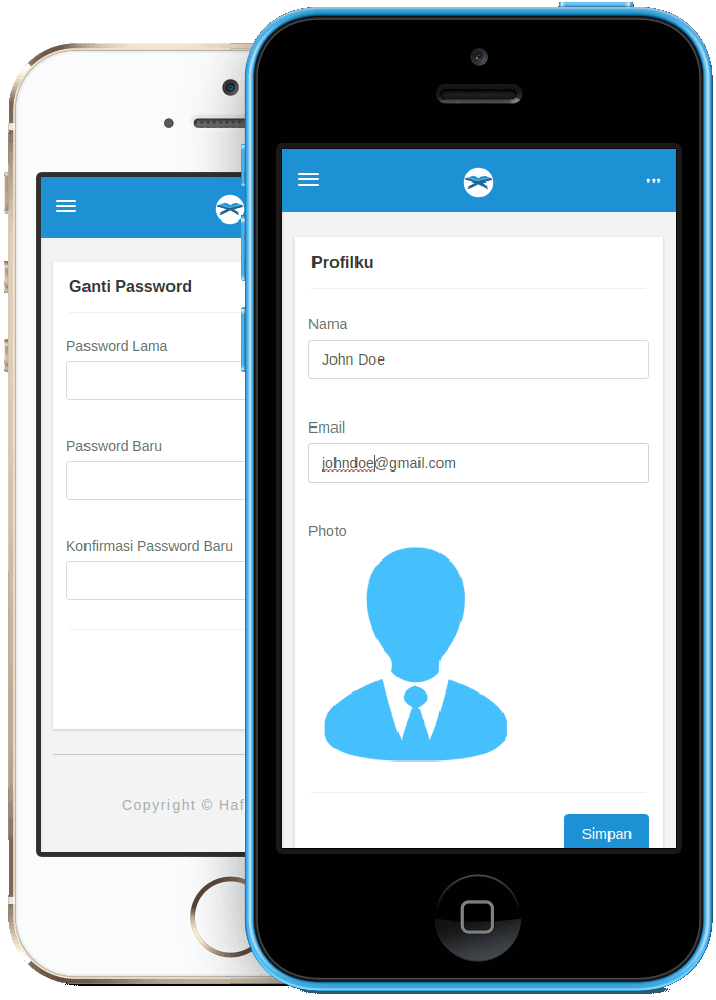 Ganti Password
Password Lama
Password Baru
Konfirmasi Password Baru
Copyright © Haf
Profilku
Nama
John Doe
Email
johndoe@gmail.com
Photo
Simpan